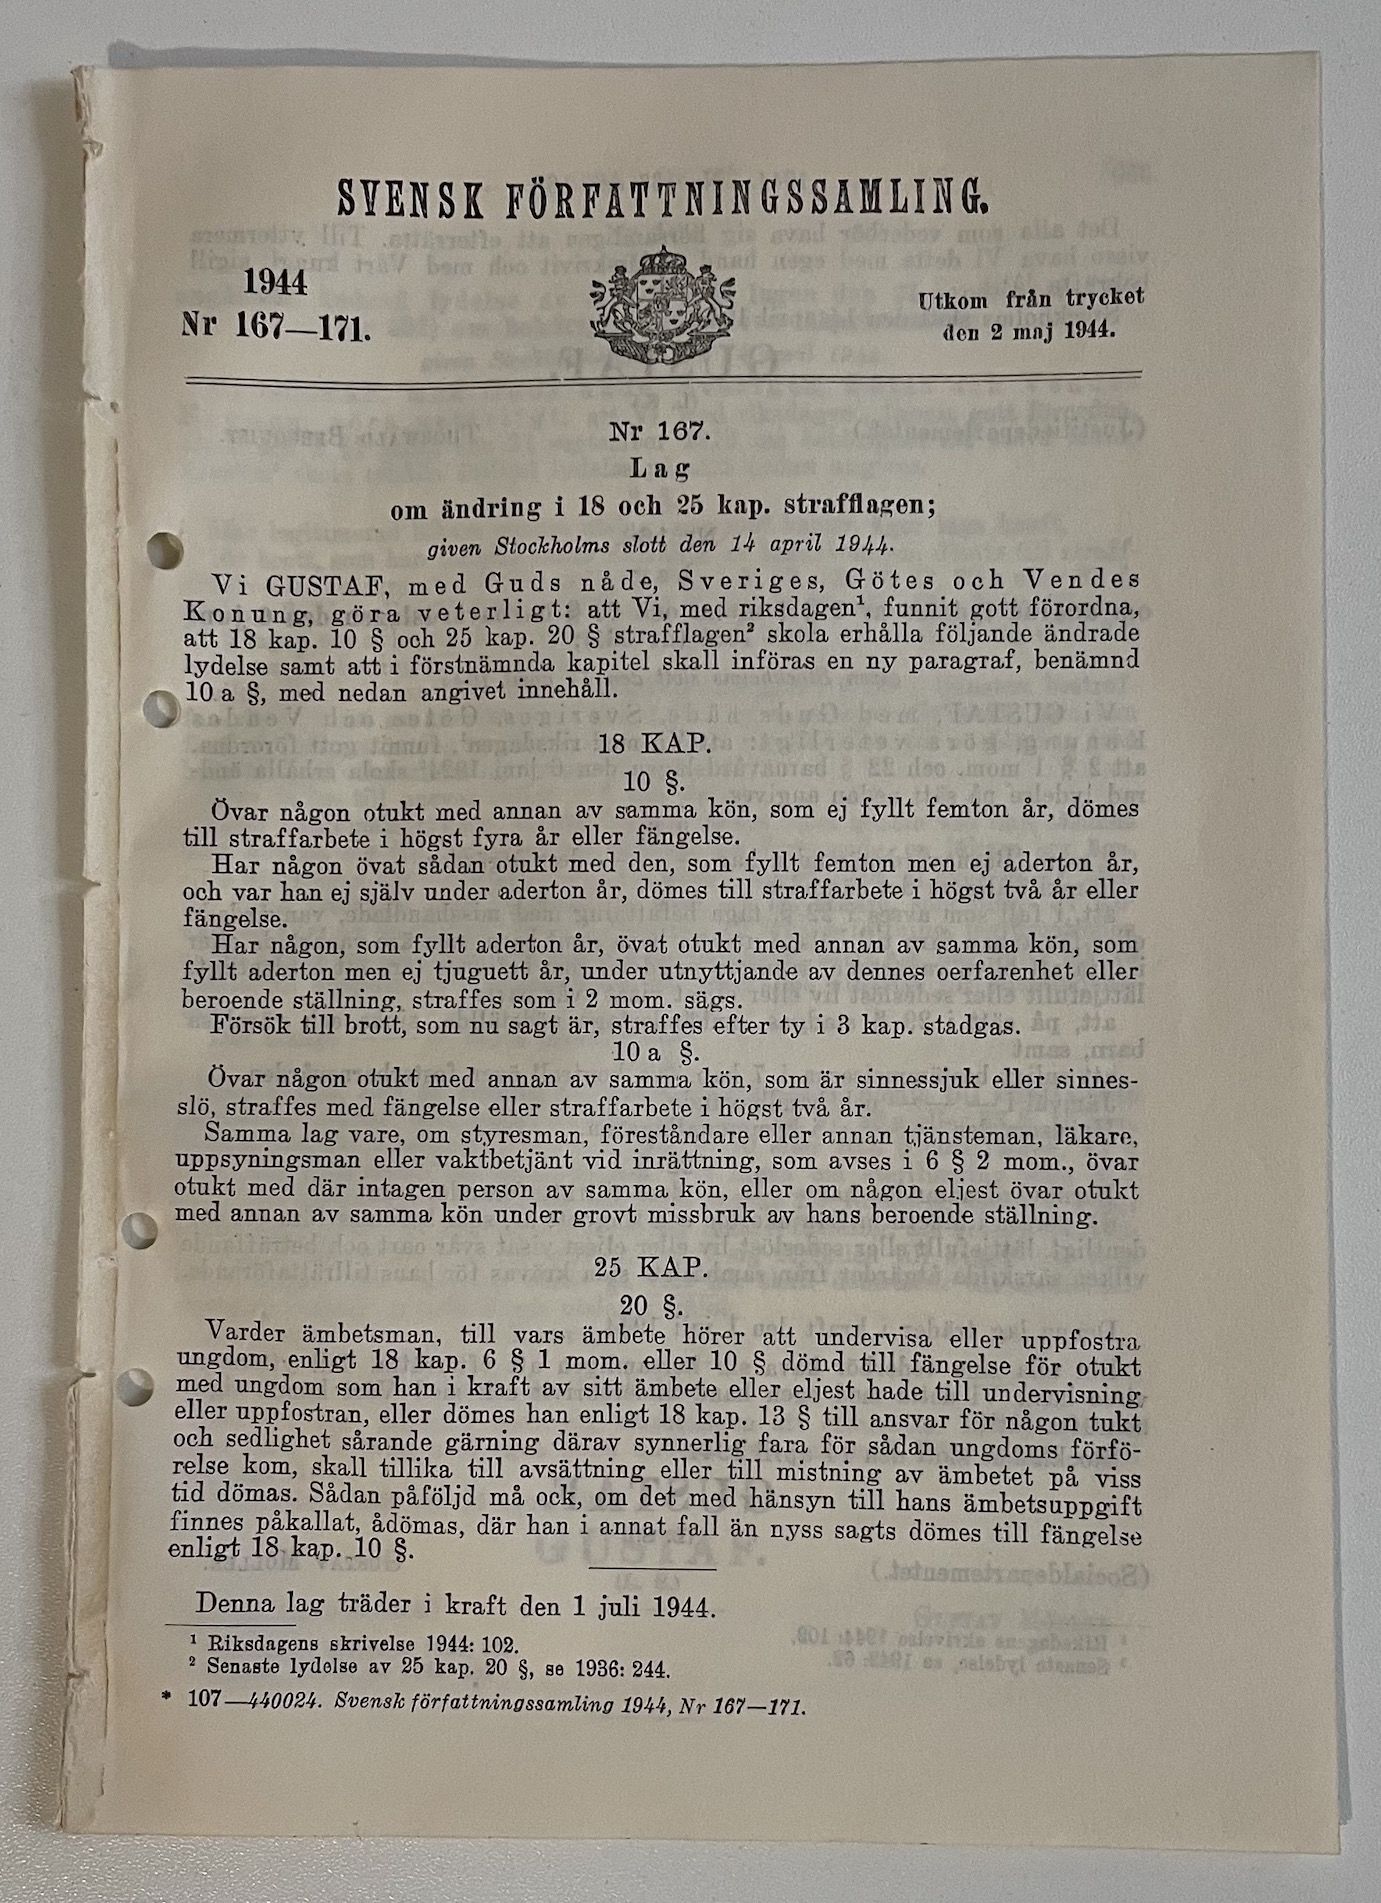 SVENSK FÖRFATTNINGSSAMLING.
1944
Nr 167—171.
Utkom från trycket
den 2 maj 1944.
Nr 167.
Lag
om ändring i 18 och 25 kap. strafflagen;
given Stockholms slott den 14 april 1944.
Vi GUSTAF, med Guds nåde, Sveriges, Götes och Vendes
Konung, göra veterligt: att Vi, med riksdagen¹, funnit gott förordna,
att 18 kap. 10 § och 25 kap. 20 § strafflagen² skola erhålla följande ändrade
lydelse samt att i förstnämnda kapitel skall införas en ny paragraf, benämnd
10 a §, med nedan angivet innehåll.
18 KAP.
10 §.
Övar någon otukt med annan av samma kön, som ej fyllt femton år, dömes
till straffarbete i högst fyra år eller fängelse.
Har någon övat sådan otukt med den, som fyllt femton men ej aderton år,
och var han ej själv under aderton år, dömes till straffarbete i högst två år eller
fängelse.
Har någon, som fyllt aderton år, övat otukt med annan av samma kön, som
fyllt aderton men ej tjuguett år, under utnyttjande av dennes oerfarenhet eller
beroende ställning, straffes som i 2 mom. sägs.
Försök till brott, som nu sagt är, straffes efter ty i 3 kap. stadgas.
10 a §.
Övar någon otukt med annan av samma kön, som är sinnessjuk eller sinnes-
slö, straffes med fängelse eller straffarbete i högst två år.
Samma lag vare, om styresman, föreståndare eller annan tjänsteman, läkare,
uppsyningsman eller vaktbetjänt vid inrättning, som avses i 6 § 2 mom., övar
otukt med där intagen person av samma kön, eller om någon eljest övar otukt
med annan av samma kön under grovt missbruk av hans beroende ställning.
25 KAP.
20 §.
Varder ämbetsman, till vars ämbete hörer att undervisa eller uppfostra
ungdom, enligt 18 kap. 6 § 1 mom. eller 10 § dömd till fängelse för otukt
med ungdom som han i kraft av sitt ämbete eller eljest hade till undervisning
eller uppfostran, eller dömes han enligt 18 kap. 13 § till ansvar för någon tukt
och sedlighet sårande gärning därav synnerlig fara för sådan ungdoms förfö-
relse kom, skall tillika till avsättning eller till mistning av ämbetet på viss
tid dömas. Sådan påföljd må ock, om det med hänsyn till hans ämbetsuppgift
finnes påkallat, ådömas, där han i annat fall än nyss sagts dömes till fängelse
enligt 18 kap. 10 §.
Denna lag träder i kraft den 1 juli 1944.
¹ Riksdagens skrivelse 1944: 102.
² Senaste lydelse av 25 kap. 20 §, se 1936: 244.
* 107—440024. Svensk författningssamling 1944, Nr 167—171.